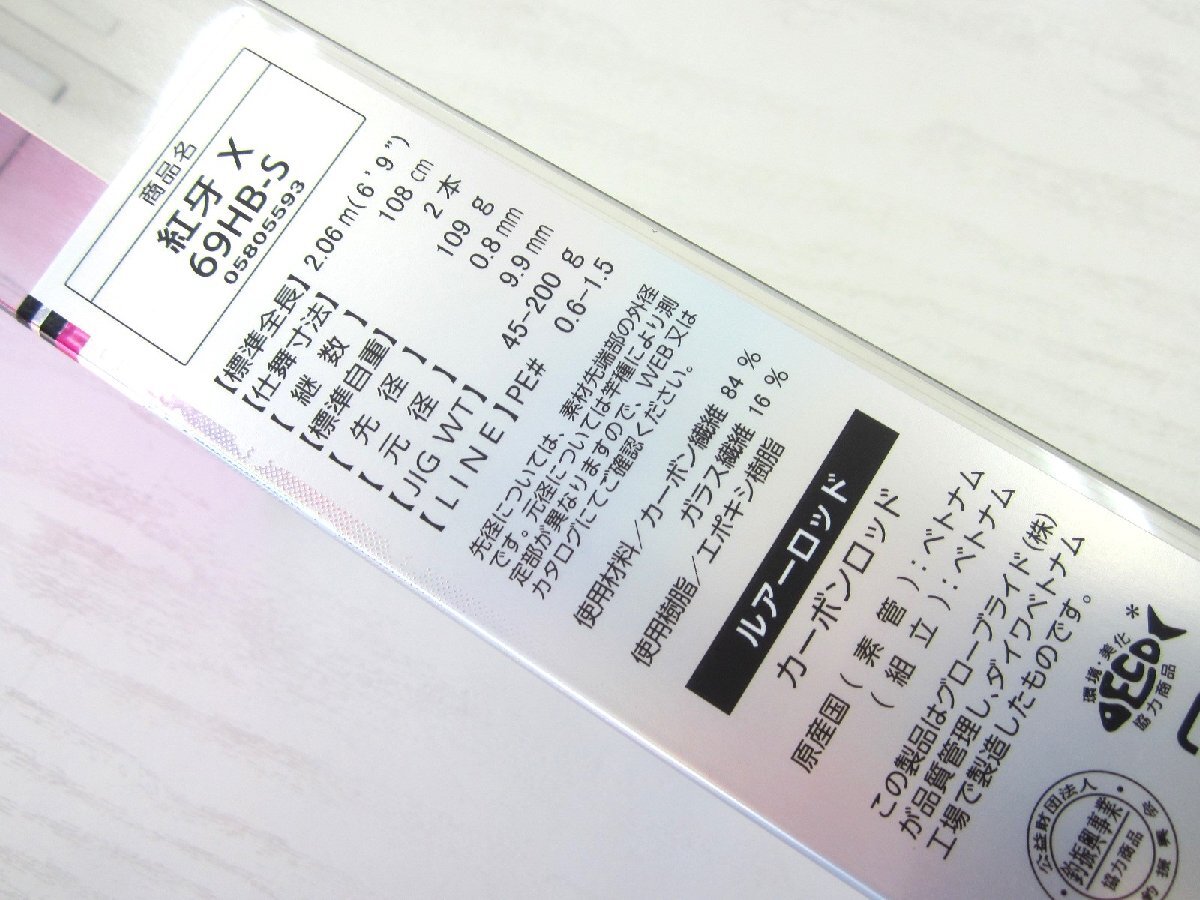 商品名
紅牙 X
69HB-S
05805593
【標準全長】2.06m(6'9")
【仕舞寸法】 108 cm
【 継 数 】 2 本
【標準自重】 109 g
【 先 径 】 0.8 mm
【 元 径 】 9.9 mm
【JIG WT】 45-200 g
【 LINE 】PE# 0.6-1.5
先径については、素材先端部の外径
です。元径については竿種により測
定部が異なりますので、WEB又は
カタログにてご確認ください。
使用材料/カーボン繊維 84 %
ガラス繊維 16 %
使用樹脂/エポキシ樹脂
ルアーロッド
カーボンロッド
原産国(素管):ベトナム
(組立):ベトナム
この製品はグローブライド(株)
が品質管理し、ダイワベトナム
工場で製造したものです。
環境・美化
ECO *
協力商品
公益財団法人
釣振興事業
協力商品